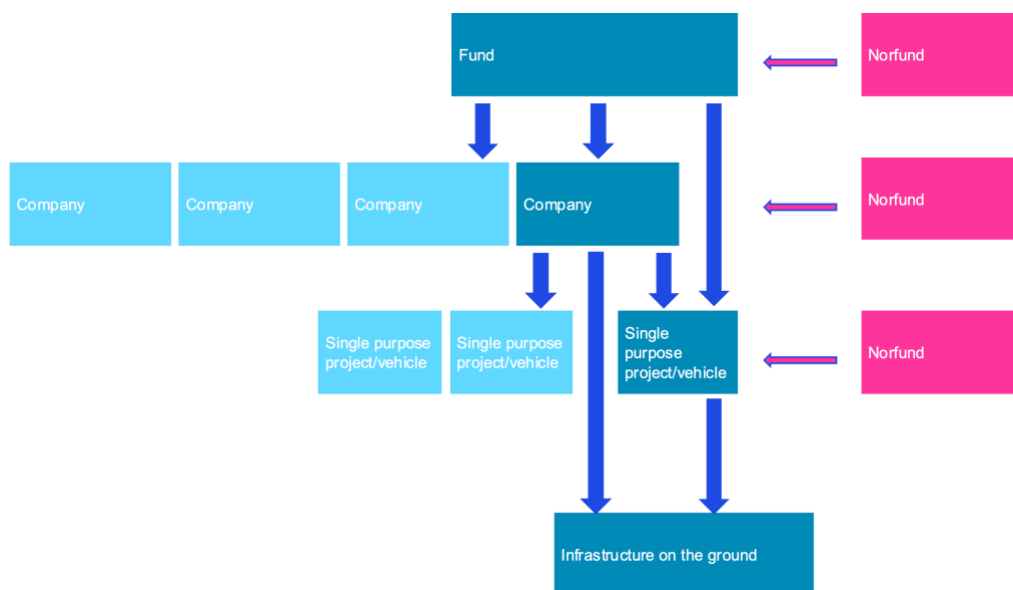 Fund
Norfund
Company
Company
Company
Company
Norfund
Single purpose
project/vehicle
Single purpose
project/vehicle
Single
purpose
project/vehicle
Norfund
Infrastructure on the ground